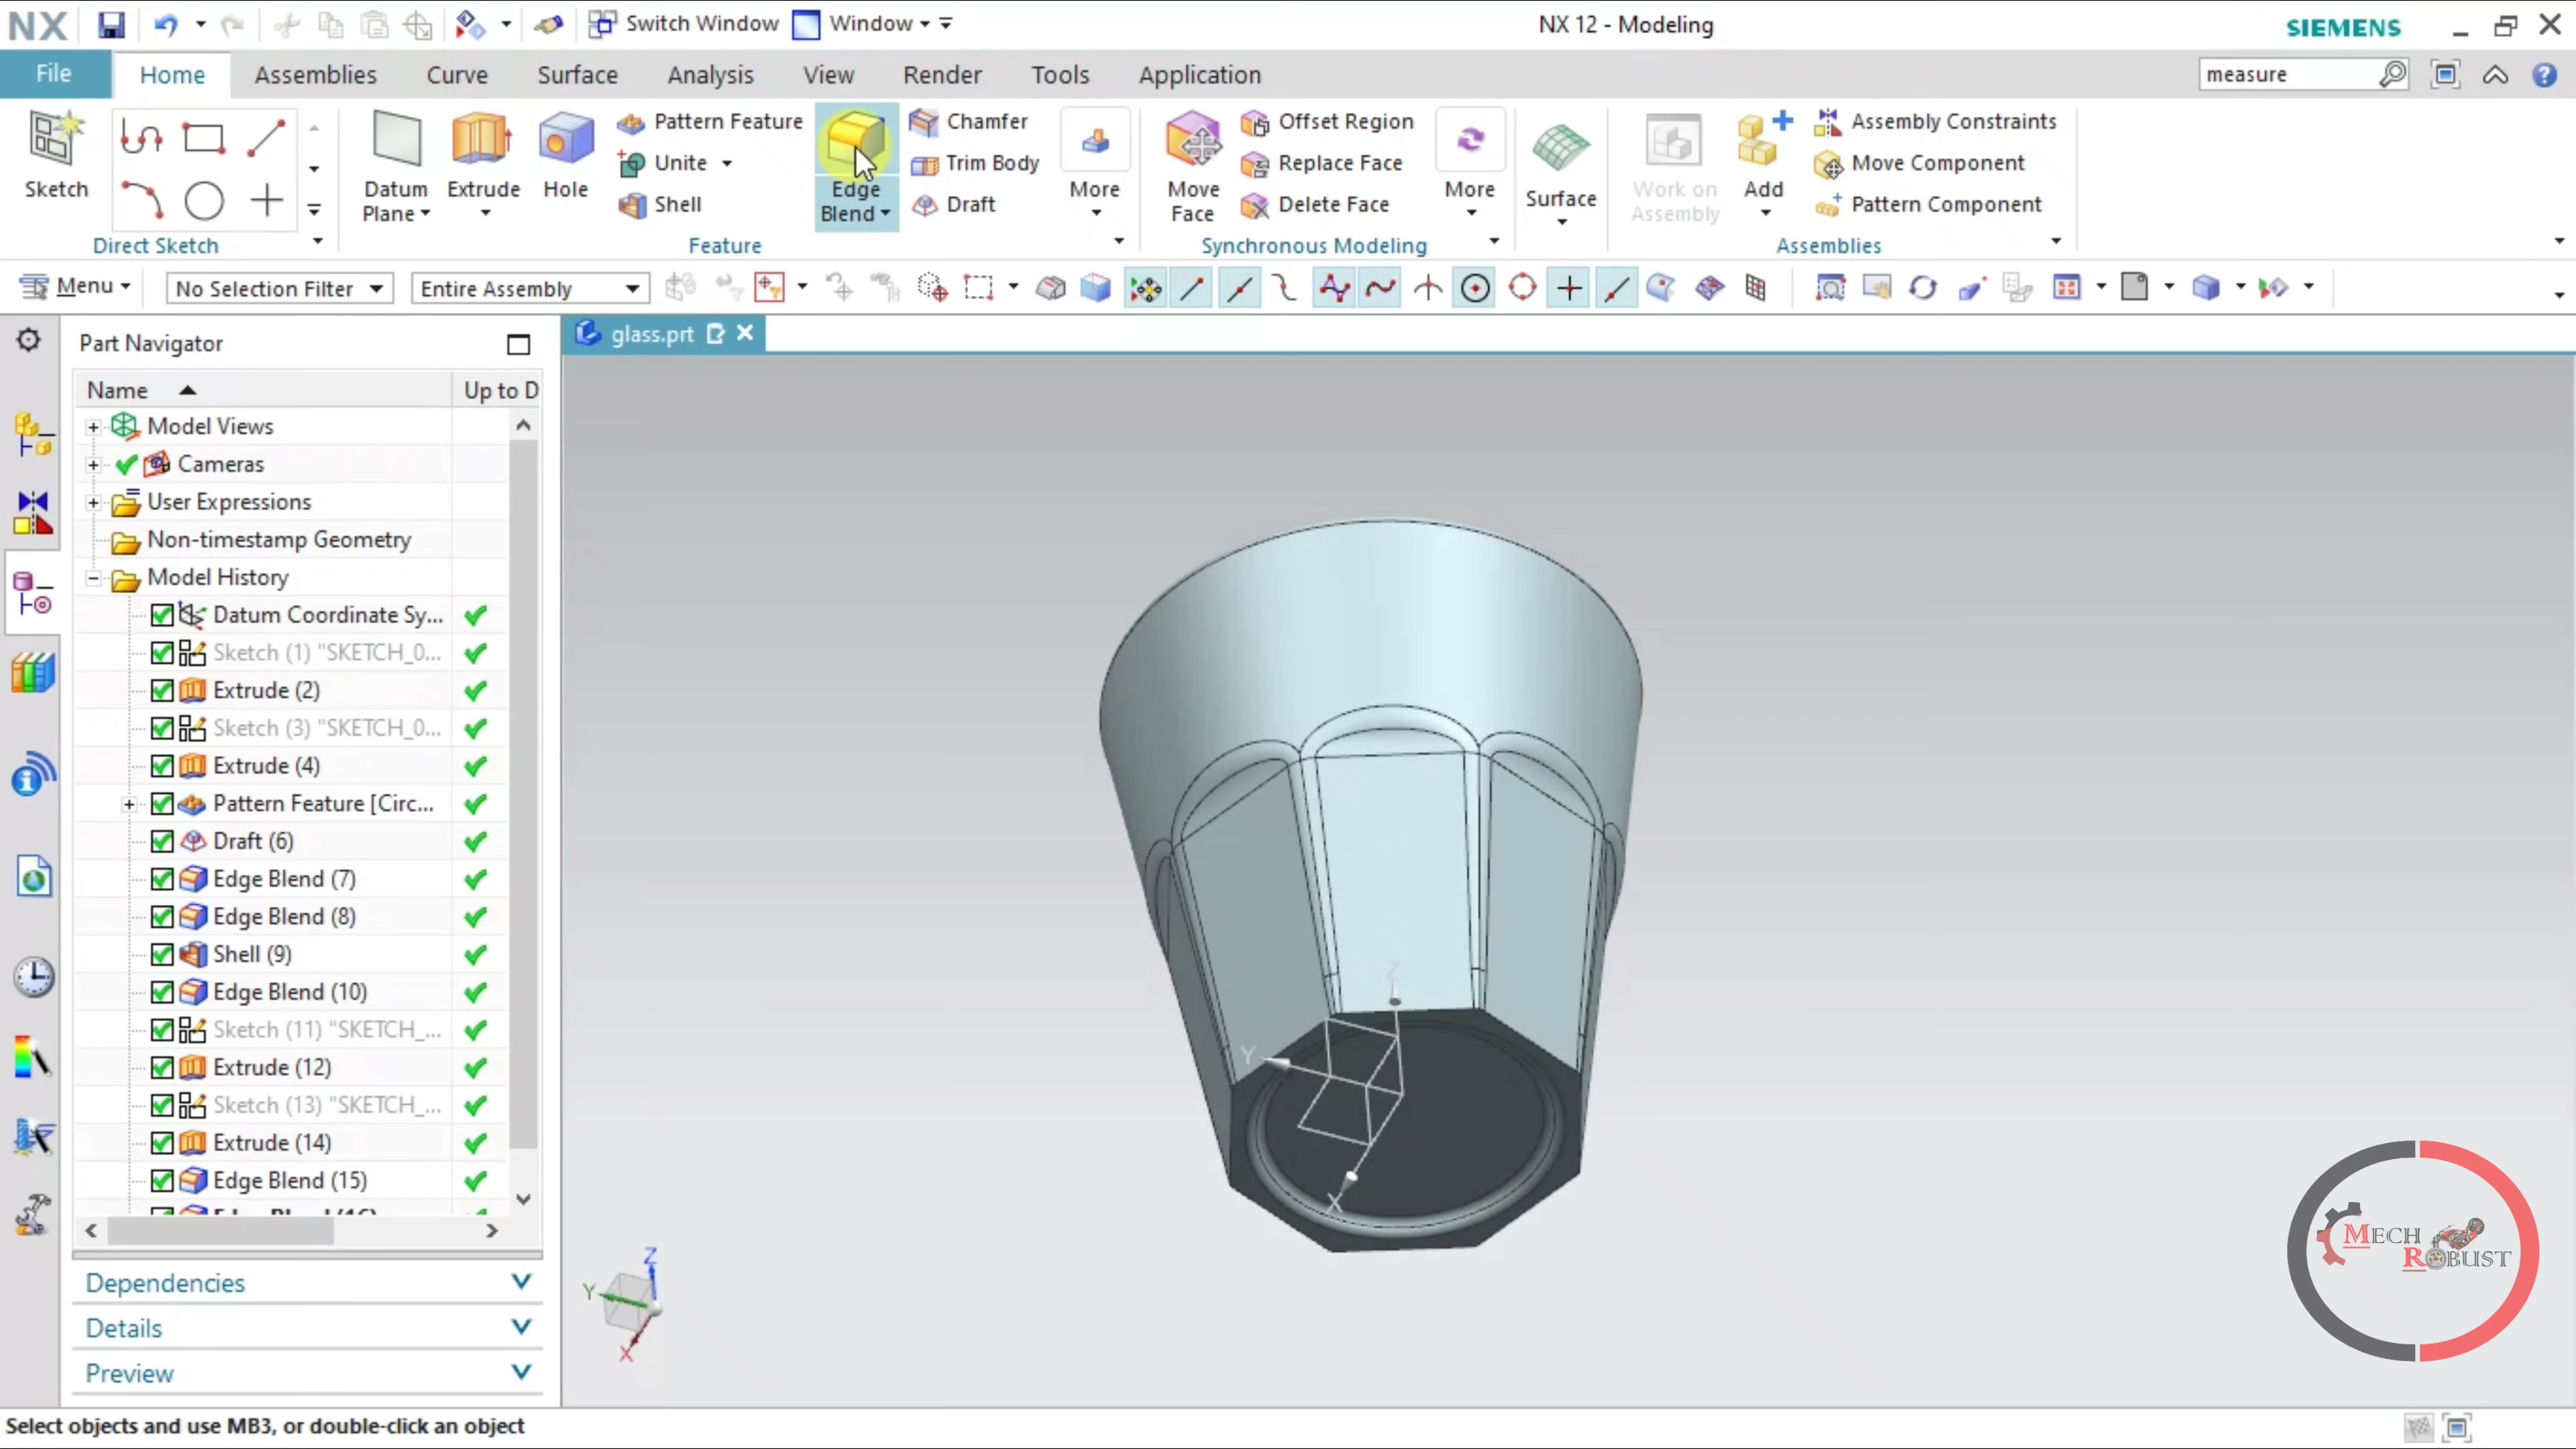 NX
Switch Window
Window
NX 12 - Modeling
SIEMENS
File
Home
Assemblies
Curve
Surface
Analysis
View
Render
Tools
Application
measure
Sketch
Direct Sketch
Datum
Plane
Extrude
Hole
Pattern Feature
Unite
Shell
Edge
Blend
Chamfer
Trim Body
Draft
More
Feature
Move
Face
Offset Region
Replace Face
Delete Face
More
Synchronous Modeling
Surface
Work on
Assembly
Add
Assembly Constraints
Move Component
Pattern Component
Assemblies
Menu
No Selection Filter
Entire Assembly
Part Navigator
glass.prt
Name
Up to D
Model Views
Cameras
User Expressions
Non-timestamp Geometry
Model History
Datum Coordinate Sy...
Sketch (1) "SKETCH_0...
Extrude (2)
Sketch (3) "SKETCH_0...
Extrude (4)
Pattern Feature [Circ...
Draft (6)
Edge Blend (7)
Edge Blend (8)
Shell (9)
Edge Blend (10)
Sketch (11) "SKETCH_...
Extrude (12)
Sketch (13) "SKETCH_...
Extrude (14)
Edge Blend (15)
Edge Blend (16)
Dependencies
Details
Preview
Z
Y
X
Z
Y
X
MECH
ROBUST
Select objects and use MB3, or double-click an object